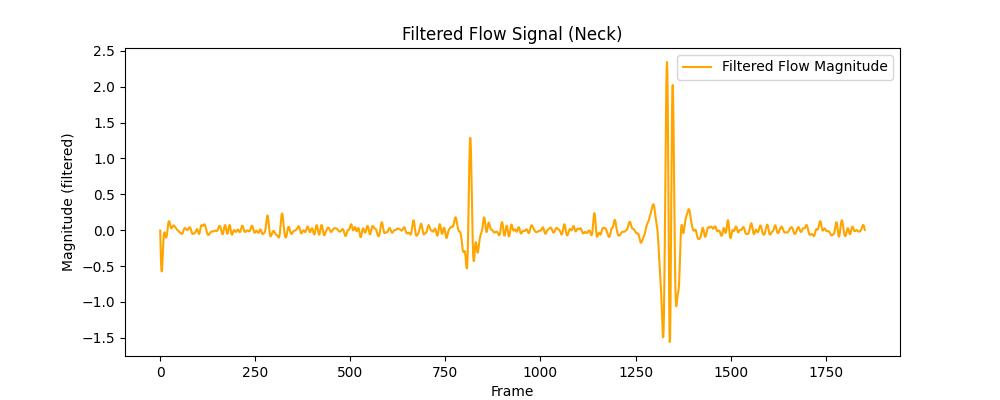 Filtered Flow Signal (Neck)
Filtered Flow Magnitude
Magnitude (filtered)
2.5
2.0
1.5
1.0
0.5
0.0
−0.5
−1.0
−1.5
0 250 500 750 1000 1250 1500 1750
Frame